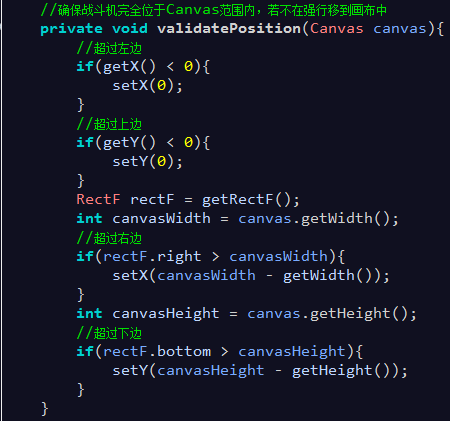 //确保战斗机完全位于Canvas范围内，若不在强行移到画布中
private void validatePosition(Canvas canvas){
//超过左边
if(getX() < 0){
setX(0);
}
//超过上边
if(getY() < 0){
setY(0);
}
RectF rectF = getRectF();
int canvasWidth = canvas.getWidth();
//超过右边
if(rectF.right > canvasWidth){
setX(canvasWidth - getWidth());
}
int canvasHeight = canvas.getHeight();
//超过下边
if(rectF.bottom > canvasHeight){
setY(canvasHeight - getHeight());
}
}